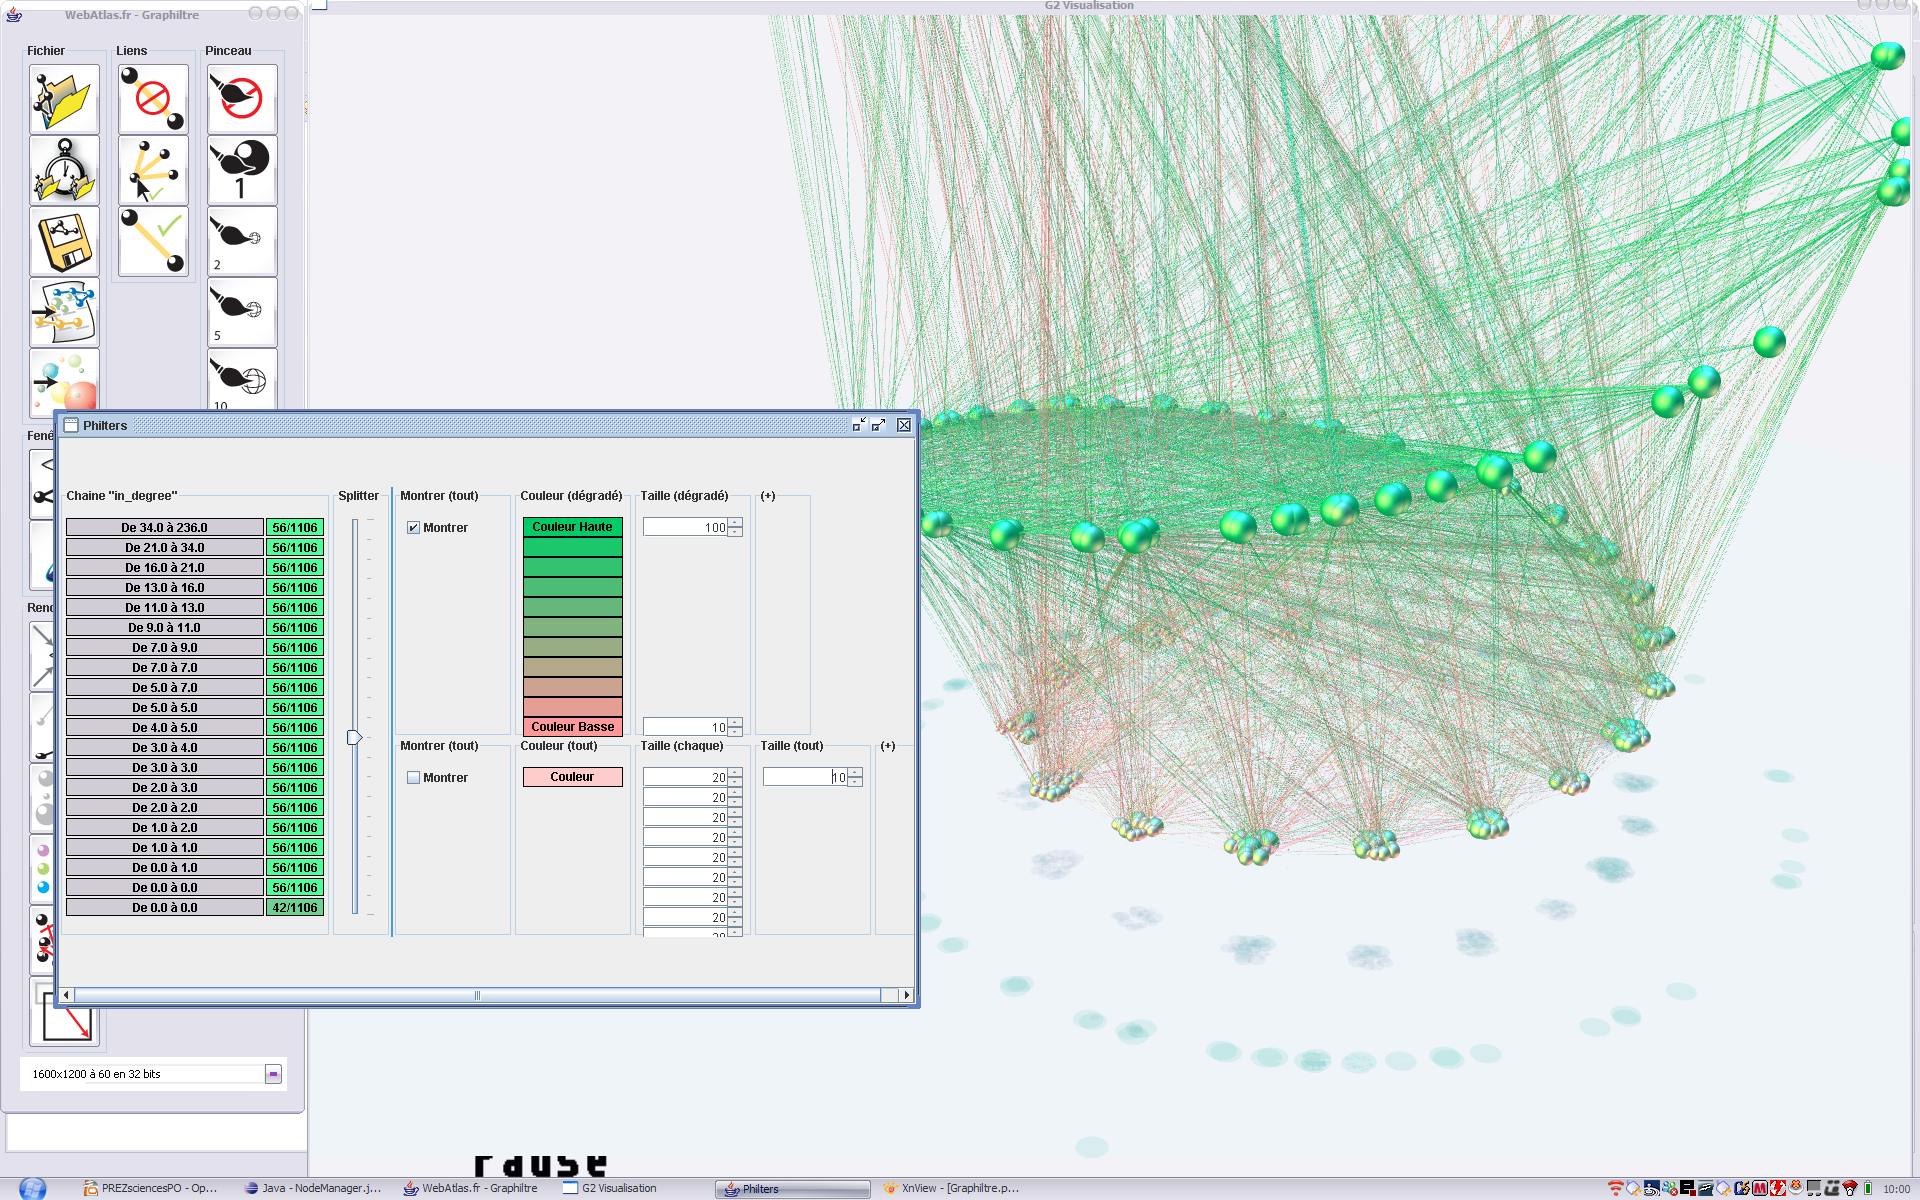 WebAtlas.fr - Graphiltre
G2 Visualisation
Fichier
Liens
Pinceau
1
2
5
10
Philters
Chaine "in_degree"
Splitter
Montrer (tout)
Couleur (dégradé)
Taille (dégradé)
(+)
De 34.0 à 236.0 56/1106
De 21.0 à 34.0 56/1106
De 16.0 à 21.0 56/1106
De 13.0 à 16.0 56/1106
De 11.0 à 13.0 56/1106
De 9.0 à 11.0 56/1106
De 7.0 à 9.0 56/1106
De 7.0 à 7.0 56/1106
De 5.0 à 7.0 56/1106
De 5.0 à 5.0 56/1106
De 4.0 à 5.0 56/1106
De 3.0 à 4.0 56/1106
De 3.0 à 3.0 56/1106
De 2.0 à 3.0 56/1106
De 2.0 à 2.0 56/1106
De 1.0 à 2.0 56/1106
De 1.0 à 1.0 56/1106
De 0.0 à 1.0 56/1106
De 0.0 à 0.0 56/1106
De 0.0 à 0.0 42/1106
Montrer
Couleur Haute
100
Couleur Basse
10
Montrer (tout)
Couleur (tout)
Taille (chaque)
Taille (tout)
(+)
Montrer
Couleur
20
10
20
20
20
20
20
20
20
20
1600x1200 à 60 en 32 bits
Pause
PREZsciencesPO - Op...
Java - NodeManager.j...
WebAtlas.fr - Graphiltre
G2 Visualisation
Philters
XnView - [Graphiltre.p...
10:00